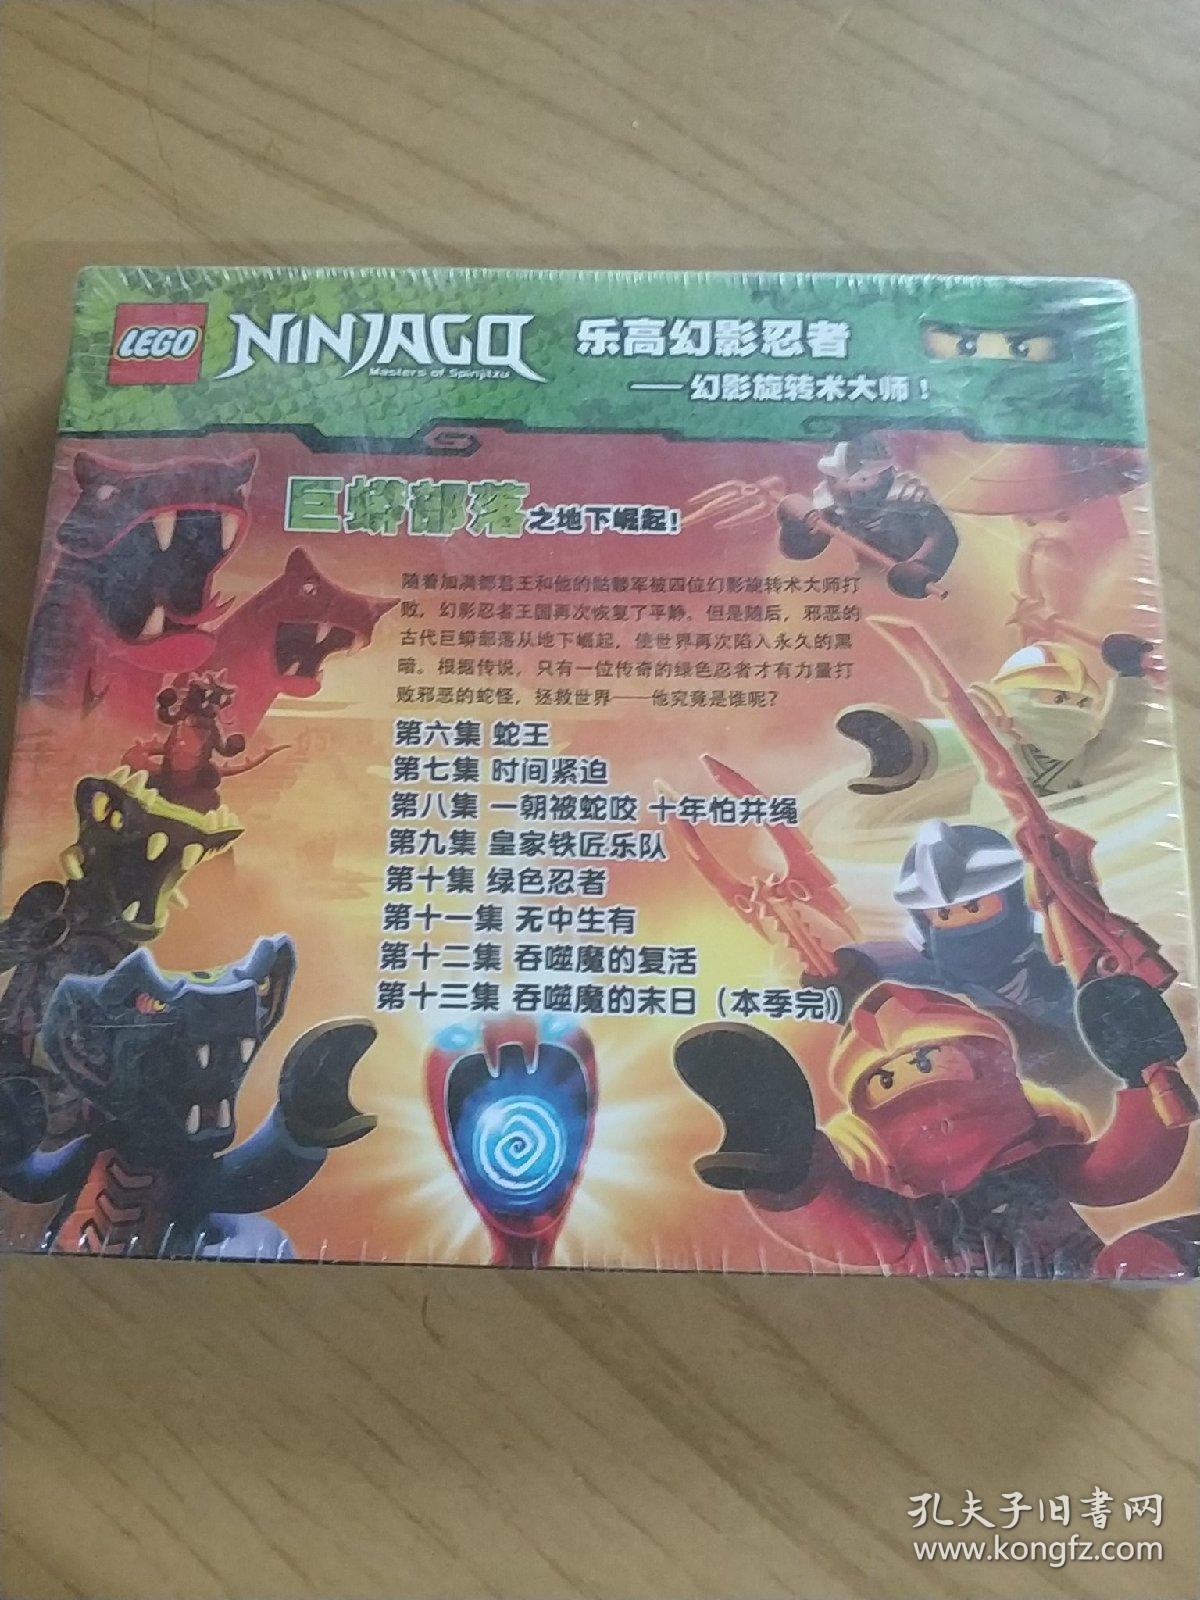 LEGO
NINJAGO
Masters of Spinjitzu
乐高幻影忍者
——幻影旋转术大师！
巨蟒部落之地下崛起！
随着加满都君王和他的骷髅军被四位幻影旋转术大师打
败，幻影忍者王国再次恢复了平静。但是随后，邪恶的
古代巨蟒部落从地下崛起，使世界再次陷入永久的黑
暗。根据传说，只有一位传奇的绿色忍者才有力量打
败邪恶的蛇怪，拯救世界——他究竟是谁呢？
第六集 蛇王
第七集 时间紧迫
第八集 一朝被蛇咬 十年怕井绳
第九集 皇家铁匠乐队
第十集 绿色忍者
第十一集 无中生有
第十二集 吞噬魔的复活
第十三集 吞噬魔的末日（本季完）
孔夫子旧书网
www.kongfz.com